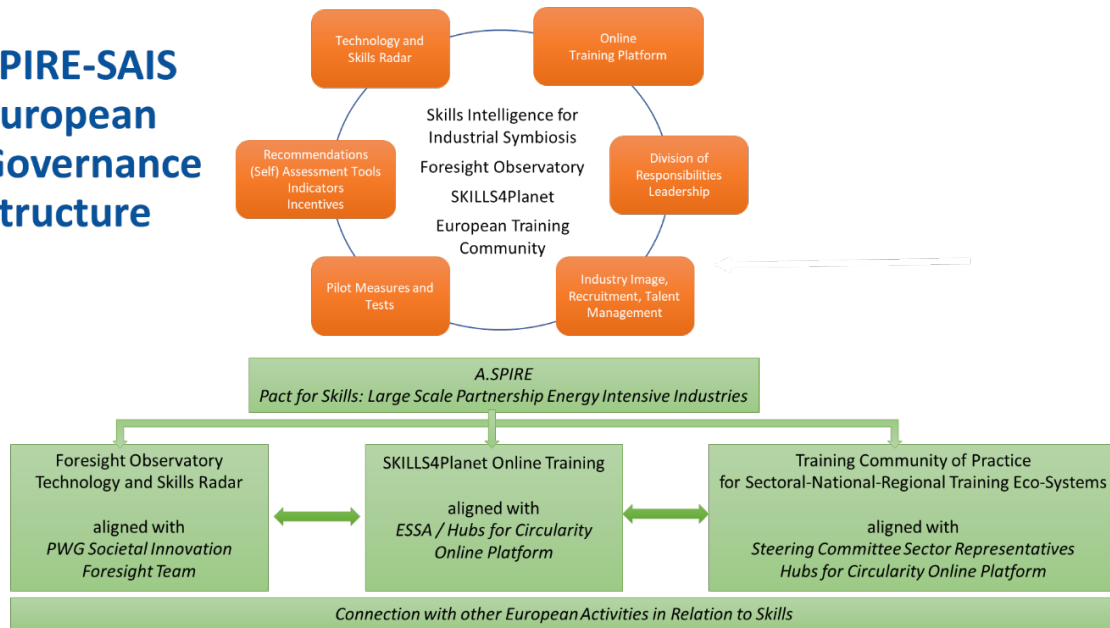 PIRE-SAIS
uropean
Governance
tructure
Technology and
Skills Radar
Online
Training Platform
Skills Intelligence for
Industrial Symbiosis
Foresight Observatory
SKILLS4Planet
European Training
Community
Recommendations
(Self) Assessment Tools
Indicators
Incentives
Division of
Responsibilities
Leadership
Pilot Measures and
Tests
Industry Image,
Recruitment, Talent
Management
A.SPIRE
Pact for Skills: Large Scale Partnership Energy Intensive Industries
Foresight Observatory
Technology and Skills Radar
aligned with
PWG Societal Innovation
Foresight Team
SKILLS4Planet Online Training
aligned with
ESSA / Hubs for Circularity
Online Platform
Training Community of Practice
for Sectoral-National-Regional Training Eco-Systems
aligned with
Steering Committee Sector Representatives
Hubs for Circularity Online Platform
Connection with other European Activities in Relation to Skills